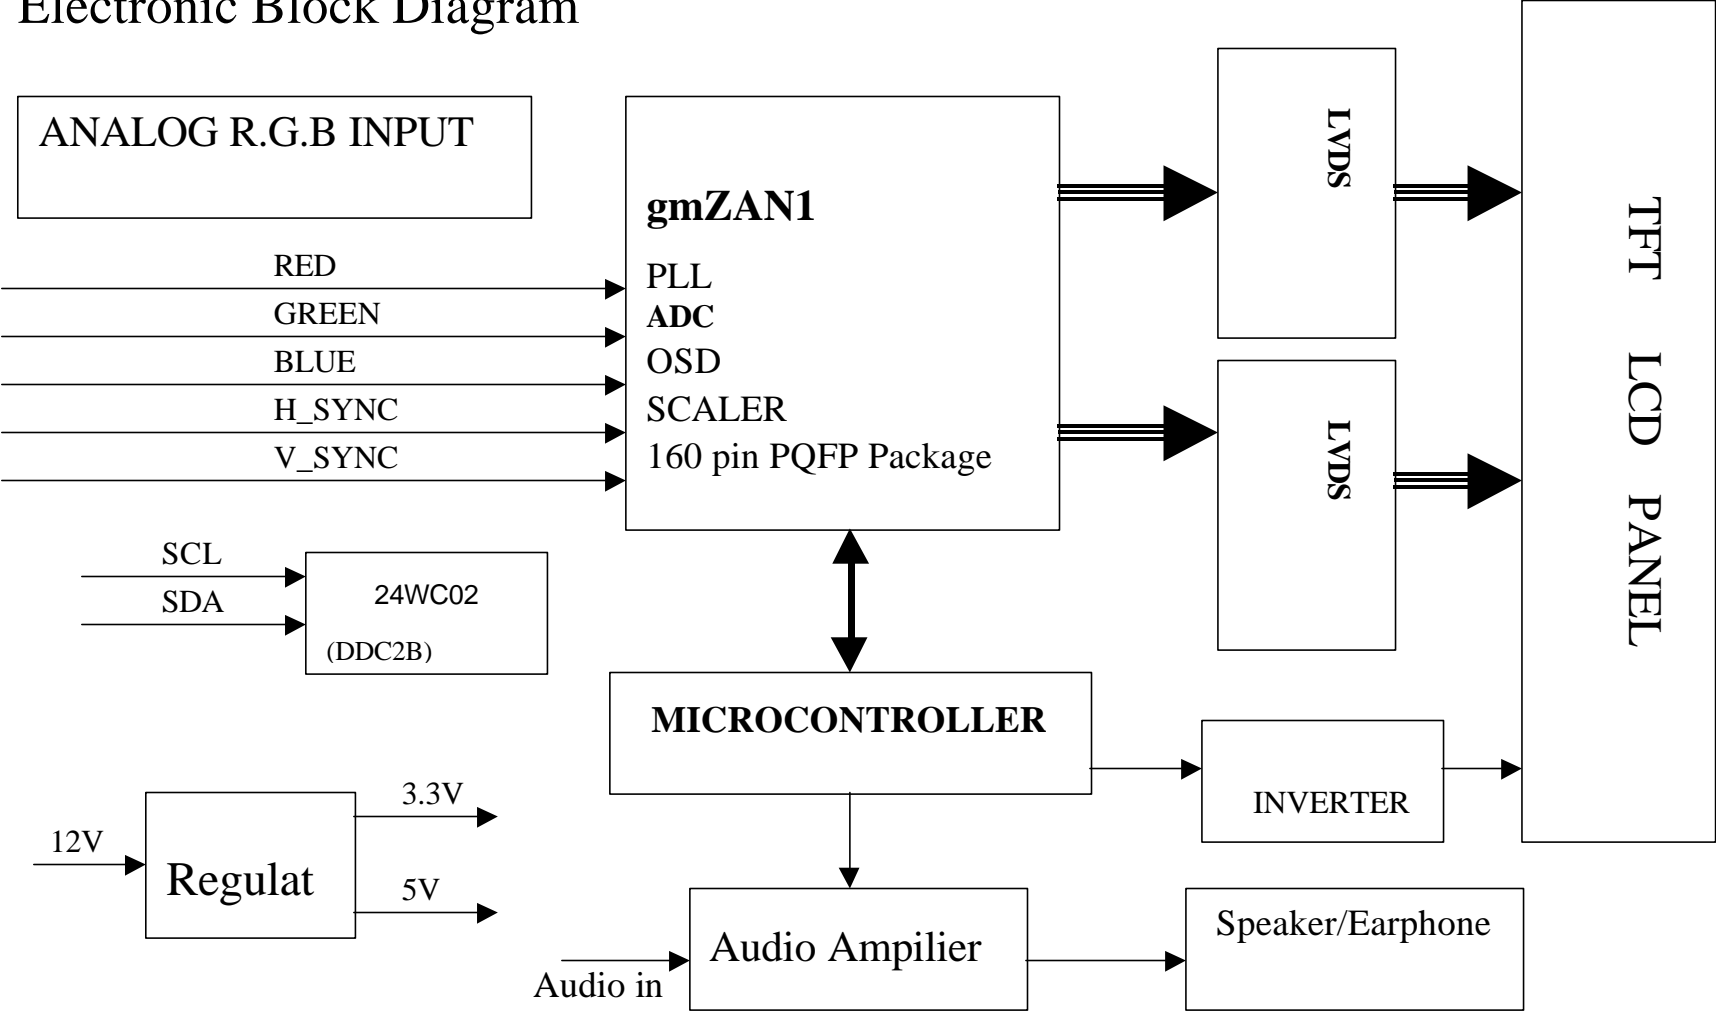 Electronic Block Diagram
ANALOG R.G.B INPUT
RED
GREEN
BLUE
H_SYNC
V_SYNC
gmZAN1
PLL
ADC
OSD
SCALER
160 pin PQFP Package
LVDS
LVDS
TFT LCD PANEL
SCL
SDA
24WC02
(DDC2B)
MICROCONTROLLER
INVERTER
12V
Regulat
3.3V
5V
Audio in
Audio Ampilier
Speaker/Earphone